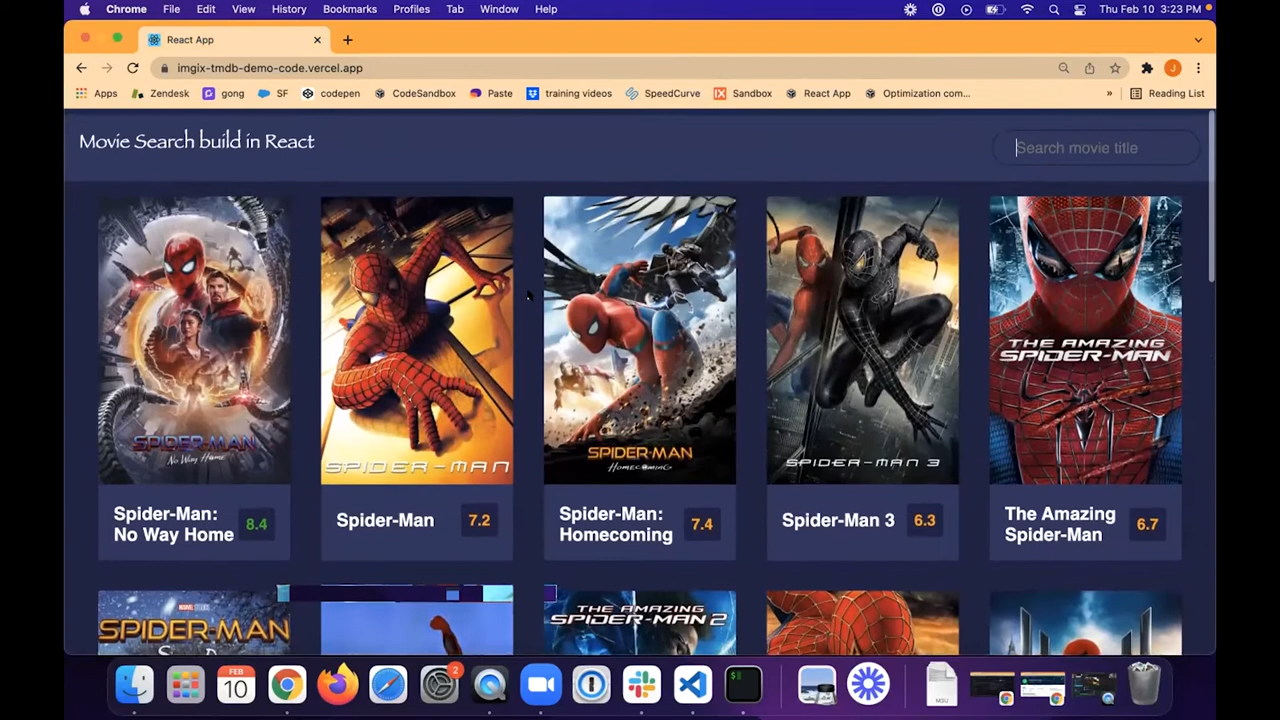 Chrome File Edit View History Bookmarks Profiles Tab Window Help Thu Feb 10 3:23 PM
React App
imgix-tmdb-demo-code.vercel.app J
Apps Zendesk gong SF codepen CodeSandbox Paste training videos SpeedCurve Sandbox React App Optimization com... » Reading List
Movie Search build in React
Search movie title
SPIDER-MAN
No Way Home
SPIDER-MAN
SPIDER-MAN
HOMECOMING
SPIDER-MAN 3
THE AMAZING
SPIDER-MAN
Spider-Man:
No Way Home
8.4
Spider-Man
7.2
Spider-Man:
Homecoming
7.4
Spider-Man 3
6.3
The Amazing
Spider-Man
6.7
MARVEL
SPIDER-MAN
THE AMAZING
SPIDER-MAN 2
FEB
10
2